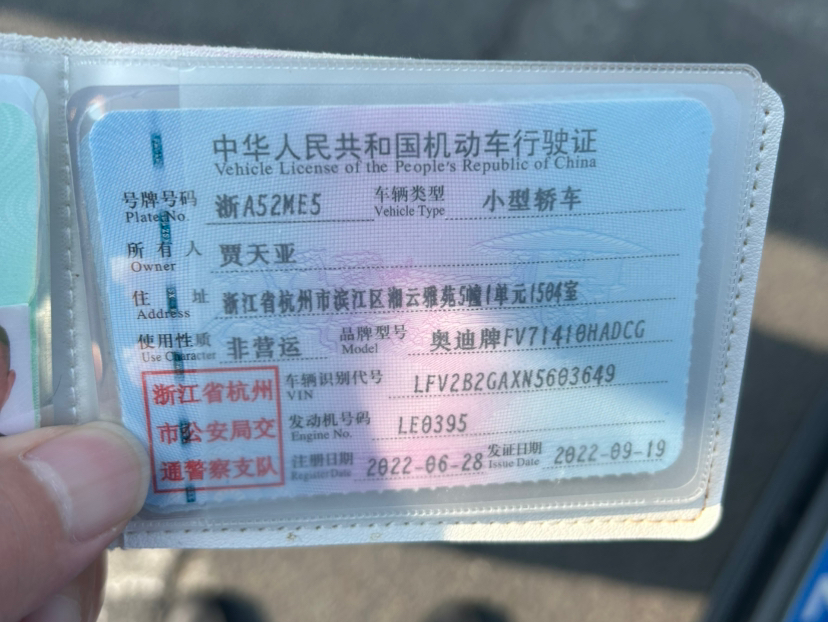 中华人民共和国机动车行驶证
Vehicle License of the People's Republic of China
号牌号码 浙A52ME5 车辆类型 小型轿车
Plate No. Vehicle Type
所有人 贾天亚
Owner
住址 浙江省杭州市滨江区湘云雅苑5幢1单元1504室
Address
使用性质 非营运 品牌型号 奥迪牌FV71410HADCG
Use Character Model
浙江省杭州
市公安局交
通警察支队
车辆识别代号 LFV2B2GAXN5603649
VIN
发动机号码 LE0395
Engine No.
注册日期 2022-06-28 发证日期 2022-09-19
Register Date Issue Date